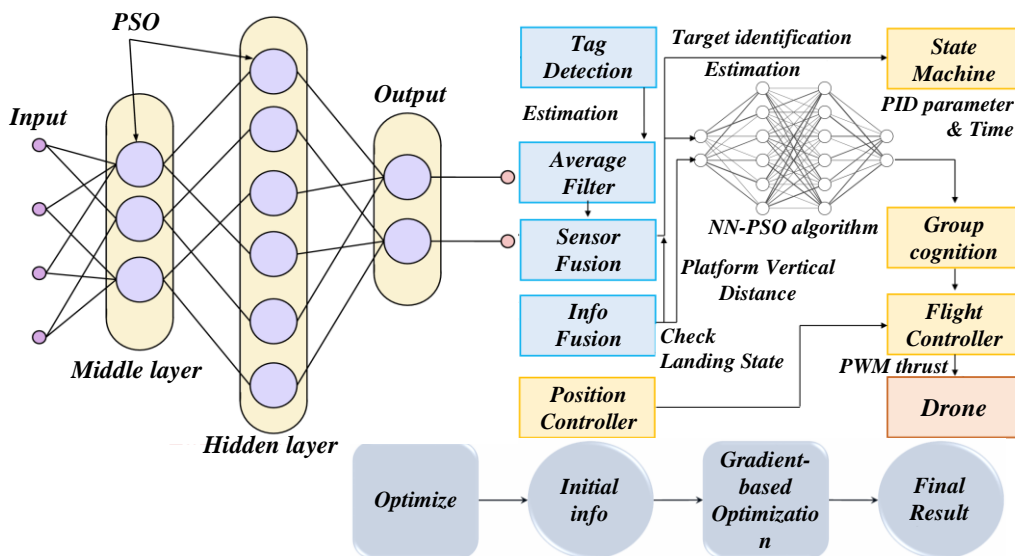 PSO
Input
Output
Middle layer
Hidden layer
Tag
Detection
Estimation
Average
Filter
Sensor
Fusion
Info
Fusion
Position
Controller
Target identification
Estimation
NN-PSO algorithm
Platform Vertical
Distance
Check
Landing State
State
Machine
PID parameter
& Time
Group
cognition
Flight
Controller
PWM thrust
Drone
Optimize
Initial
info
Gradient-
based
Optimizatio
n
Final
Result